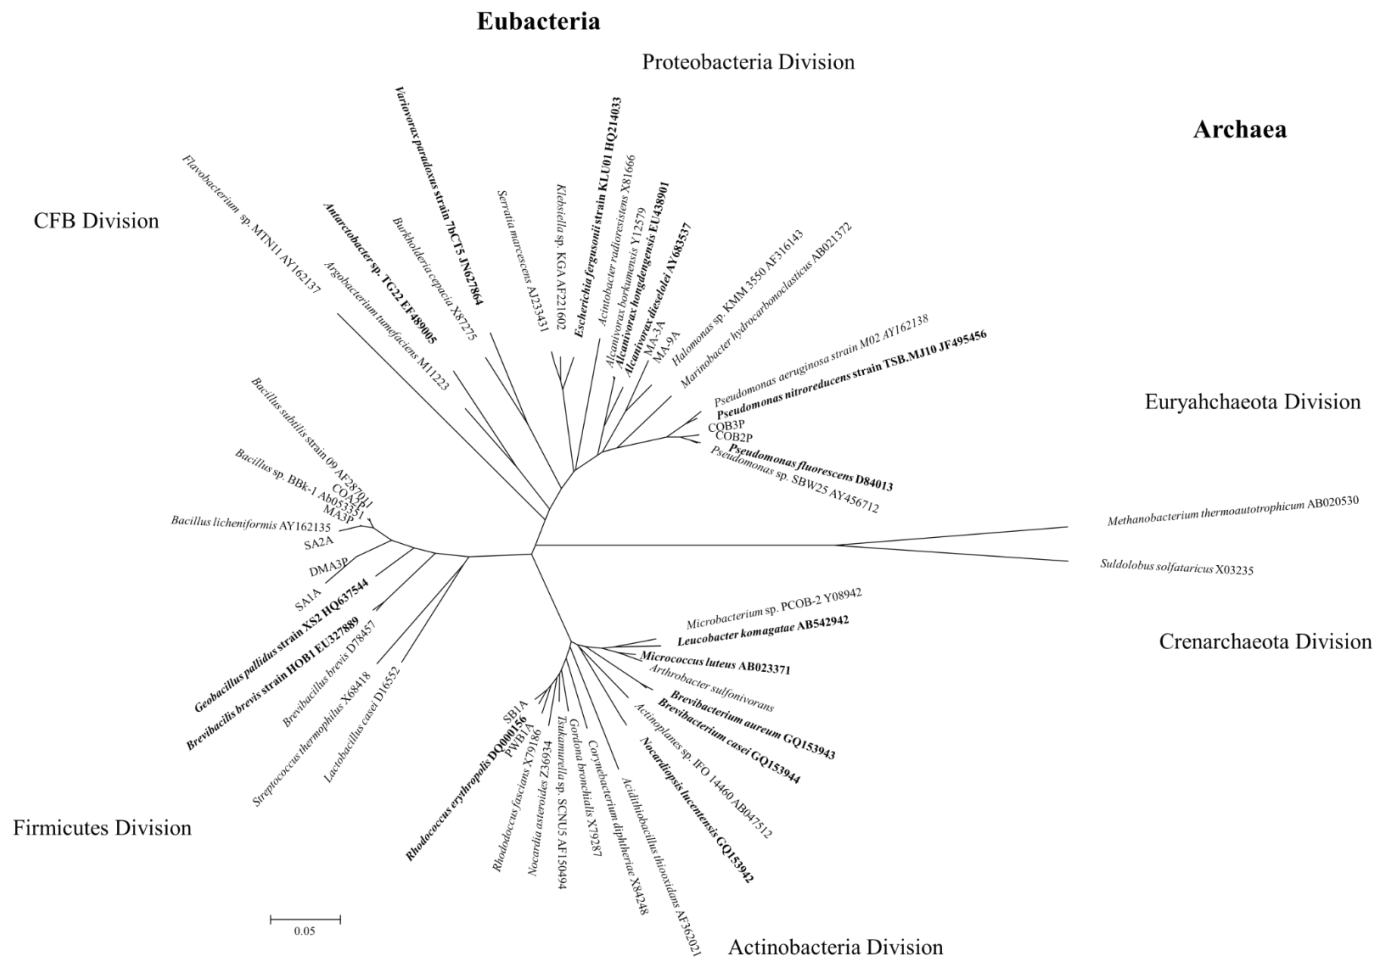 Eubacteria
Proteobacteria Division
Archaea
CFB Division
Euryahchaeota Division
Crenarchaeota Division
Firmicutes Division
Actinobacteria Division
Flavobacterium sp. MTN11 AY162137
Antarctobacter sp. TG22 EF489005
Argobacterium tumefaciens M11223
Variovorax paradoxus strain 7bCT5 JN627864
Burkholderia cepacia X87275
Serratia marcescens AJ233431
Klebsiella sp. KGA AF221602
Escherichia fergusonii strain KLU01 HQ214033
Acintobacter radioresistens X81666
Alcanivorax borkumensis Y12579
Alcanivorax hongdengensis EU438901
Alcanivorax dieselolei AY683537
MA-3A
MA-9A
Halomonas sp. KMM 3550 AF316143
Marinobacter hydrocarbonoclasticus AB021372
Pseudomonas aeruginosa strain M02 AY162138
Pseudomonas nitroreducens strain TSB.MJ10 JF495456
COB3P
COB2P
Pseudomonas fluorescens D84013
Pseudomonas sp. SBW25 AY456712
Methanobacterium thermoautotrophicum AB020530
Suldolobus solfataricus X03235
Microbacterium sp. PCOB-2 Y08942
Leucobacter komagatae AB542942
Micrococcus luteus AB023371
Arthrobacter sulfonivorans
Brevibacterium aureum GQ153943
Brevibacterium casei GQ153944
Actinoplanes sp. IFO 14460 AB047512
Nocardiopsis lucentensis GQ153942
Acidithiobacillus thiooxidans AF362021
Corynebacterium diphtheriae X84248
Gordona bronchialis X79287
Tsukamurella sp. SCNU5 AF150494
Nocardia asteroides Z36934
Rhodoccus fascians X79186
PWB1A
Rhodococcus erythropolis DQ000156
SB1A
Lactobacillus casei D16552
Streptococcus thermophilus X68418
Brevibacillus brevis D78457
Brevibacilis brevis strain HOB1 EU327889
Geobacillus pallidus strain XS2 HQ637544
SA1A
DMA3P
SA2A
Bacillus licheniformis AY162135
MA3P
Bacillus sp. BBk-1 Ab053351
COA2P
Bacillus subtilis strain 09 AF287011
0.05